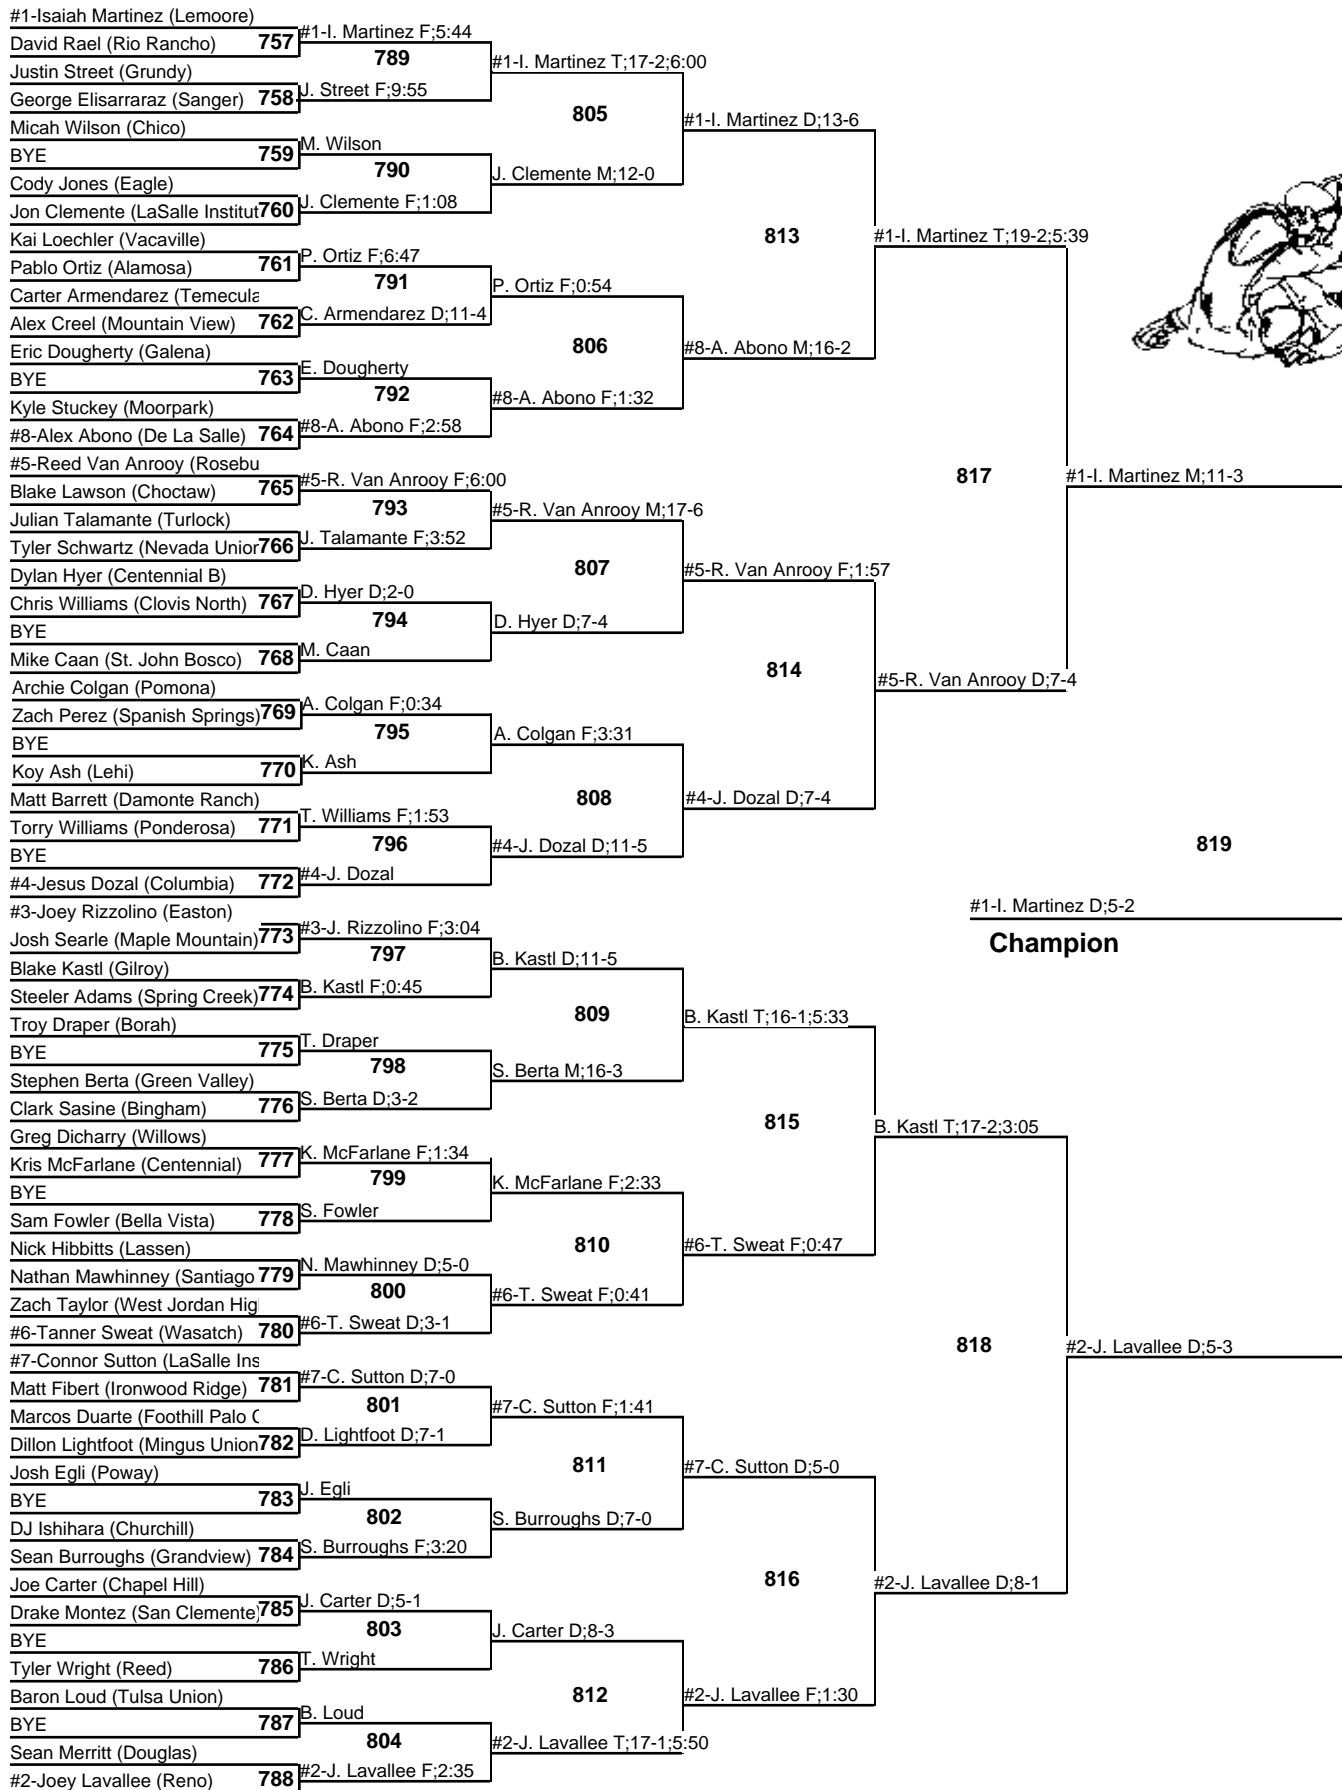 #1-Isaiah Martinez (Lemoore)
David Rael (Rio Rancho) 757
Justin Street (Grundy)
George Elisarraraz (Sanger) 758
Micah Wilson (Chico)
BYE 759
Cody Jones (Eagle)
Jon Clemente (LaSalle Institut 760
Kai Loechler (Vacaville)
Pablo Ortiz (Alamosa) 761
Carter Armendarez (Temecula
Alex Creel (Mountain View) 762
Eric Dougherty (Galena)
BYE 763
Kyle Stuckey (Moorpark)
#8-Alex Abono (De La Salle) 764
#5-Reed Van Anrooy (Rosebu
Blake Lawson (Choctaw) 765
Julian Talamante (Turlock)
Tyler Schwartz (Nevada Union 766
Dylan Hyer (Centennial B)
Chris Williams (Clovis North) 767
BYE
Mike Caan (St. John Bosco) 768
Archie Colgan (Pomona)
Zach Perez (Spanish Springs) 769
BYE
Koy Ash (Lehi) 770
Matt Barrett (Damonte Ranch)
Torry Williams (Ponderosa) 771
BYE
#4-Jesus Dozal (Columbia) 772
#3-Joey Rizzolino (Easton)
Josh Searle (Maple Mountain) 773
Blake Kastl (Gilroy)
Steeler Adams (Spring Creek) 774
Troy Draper (Borah)
BYE 775
Stephen Berta (Green Valley)
Clark Sasine (Bingham) 776
Greg Dicharry (Willows)
Kris McFarlane (Centennial) 777
BYE
Sam Fowler (Bella Vista) 778
Nick Hibbitts (Lassen)
Nathan Mawhinney (Santiago 779
Zach Taylor (West Jordan Hig
#6-Tanner Sweat (Wasatch) 780
#7-Connor Sutton (LaSalle Ins
Matt Fibert (Ironwood Ridge) 781
Marcos Duarte (Foothill Palo C
Dillon Lightfoot (Mingus Union 782
Josh Egli (Poway)
BYE 783
DJ Ishihara (Churchill)
Sean Burroughs (Grandview) 784
Joe Carter (Chapel Hill)
Drake Montez (San Clemente) 785
BYE
Tyler Wright (Reed) 786
Baron Loud (Tulsa Union)
BYE 787
Sean Merritt (Douglas)
#2-Joey Lavallee (Reno) 788
#1-I. Martinez F;5:44
789
J. Street F;9:55
M. Wilson
790
J. Clemente F;1:08
P. Ortiz F;6:47
791
C. Armendarez D;11-4
E. Dougherty
792
#8-A. Abono F;2:58
#5-R. Van Anrooy F;6:00
793
J. Talamante F;3:52
D. Hyer D;2-0
794
M. Caan
A. Colgan F;0:34
795
K. Ash
T. Williams F;1:53
796
#4-J. Dozal
#3-J. Rizzolino F;3:04
797
B. Kastl F;0:45
T. Draper
798
S. Berta D;3-2
K. McFarlane F;1:34
799
S. Fowler
N. Mawhinney D;5-0
800
#6-T. Sweat D;3-1
#7-C. Sutton D;7-0
801
D. Lightfoot D;7-1
J. Egli
802
S. Burroughs F;3:20
J. Carter D;5-1
803
T. Wright
B. Loud
804
#2-J. Lavallee F;2:35
#1-I. Martinez T;17-2;6:00
805
J. Clemente M;12-0
P. Ortiz F;0:54
806
#8-A. Abono F;1:32
#5-R. Van Anrooy M;17-6
807
D. Hyer D;7-4
A. Colgan F;3:31
808
#4-J. Dozal D;11-5
B. Kastl D;11-5
809
S. Berta M;16-3
K. McFarlane F;2:33
810
#6-T. Sweat F;0:41
#7-C. Sutton F;1:41
811
S. Burroughs D;7-0
J. Carter D;8-3
812
#2-J. Lavallee T;17-1;5:50
#1-I. Martinez D;13-6
813
#8-A. Abono M;16-2
#5-R. Van Anrooy F;1:57
814
#4-J. Dozal D;7-4
B. Kastl T;16-1;5:33
815
#6-T. Sweat F;0:47
#7-C. Sutton D;5-0
816
#2-J. Lavallee F;1:30
#1-I. Martinez T;19-2;5:39
817
#5-R. Van Anrooy D;7-4
B. Kastl T;17-2;3:05
818
#2-J. Lavallee D;8-1
#1-I. Martinez M;11-3
819
#2-J. Lavallee D;5-3
#1-I. Martinez D;5-2
Champion